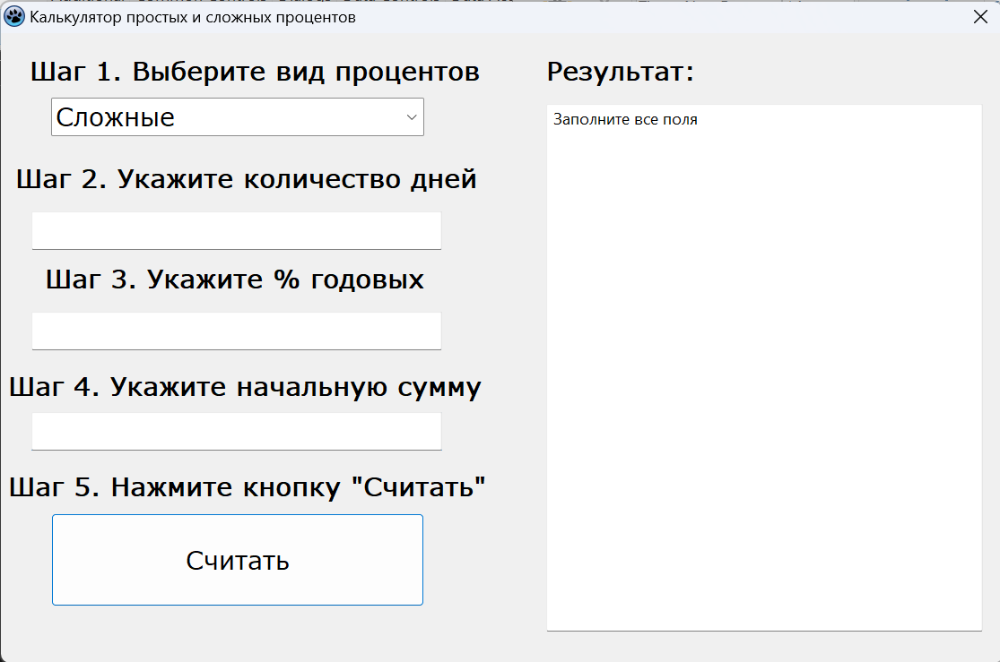 Калькулятор простых и сложных процентов
Шаг 1. Выберите вид процентов
Сложные
Шаг 2. Укажите количество дней
Шаг 3. Укажите % годовых
Шаг 4. Укажите начальную сумму
Шаг 5. Нажмите кнопку "Считать"
Считать
Результат:
Заполните все поля